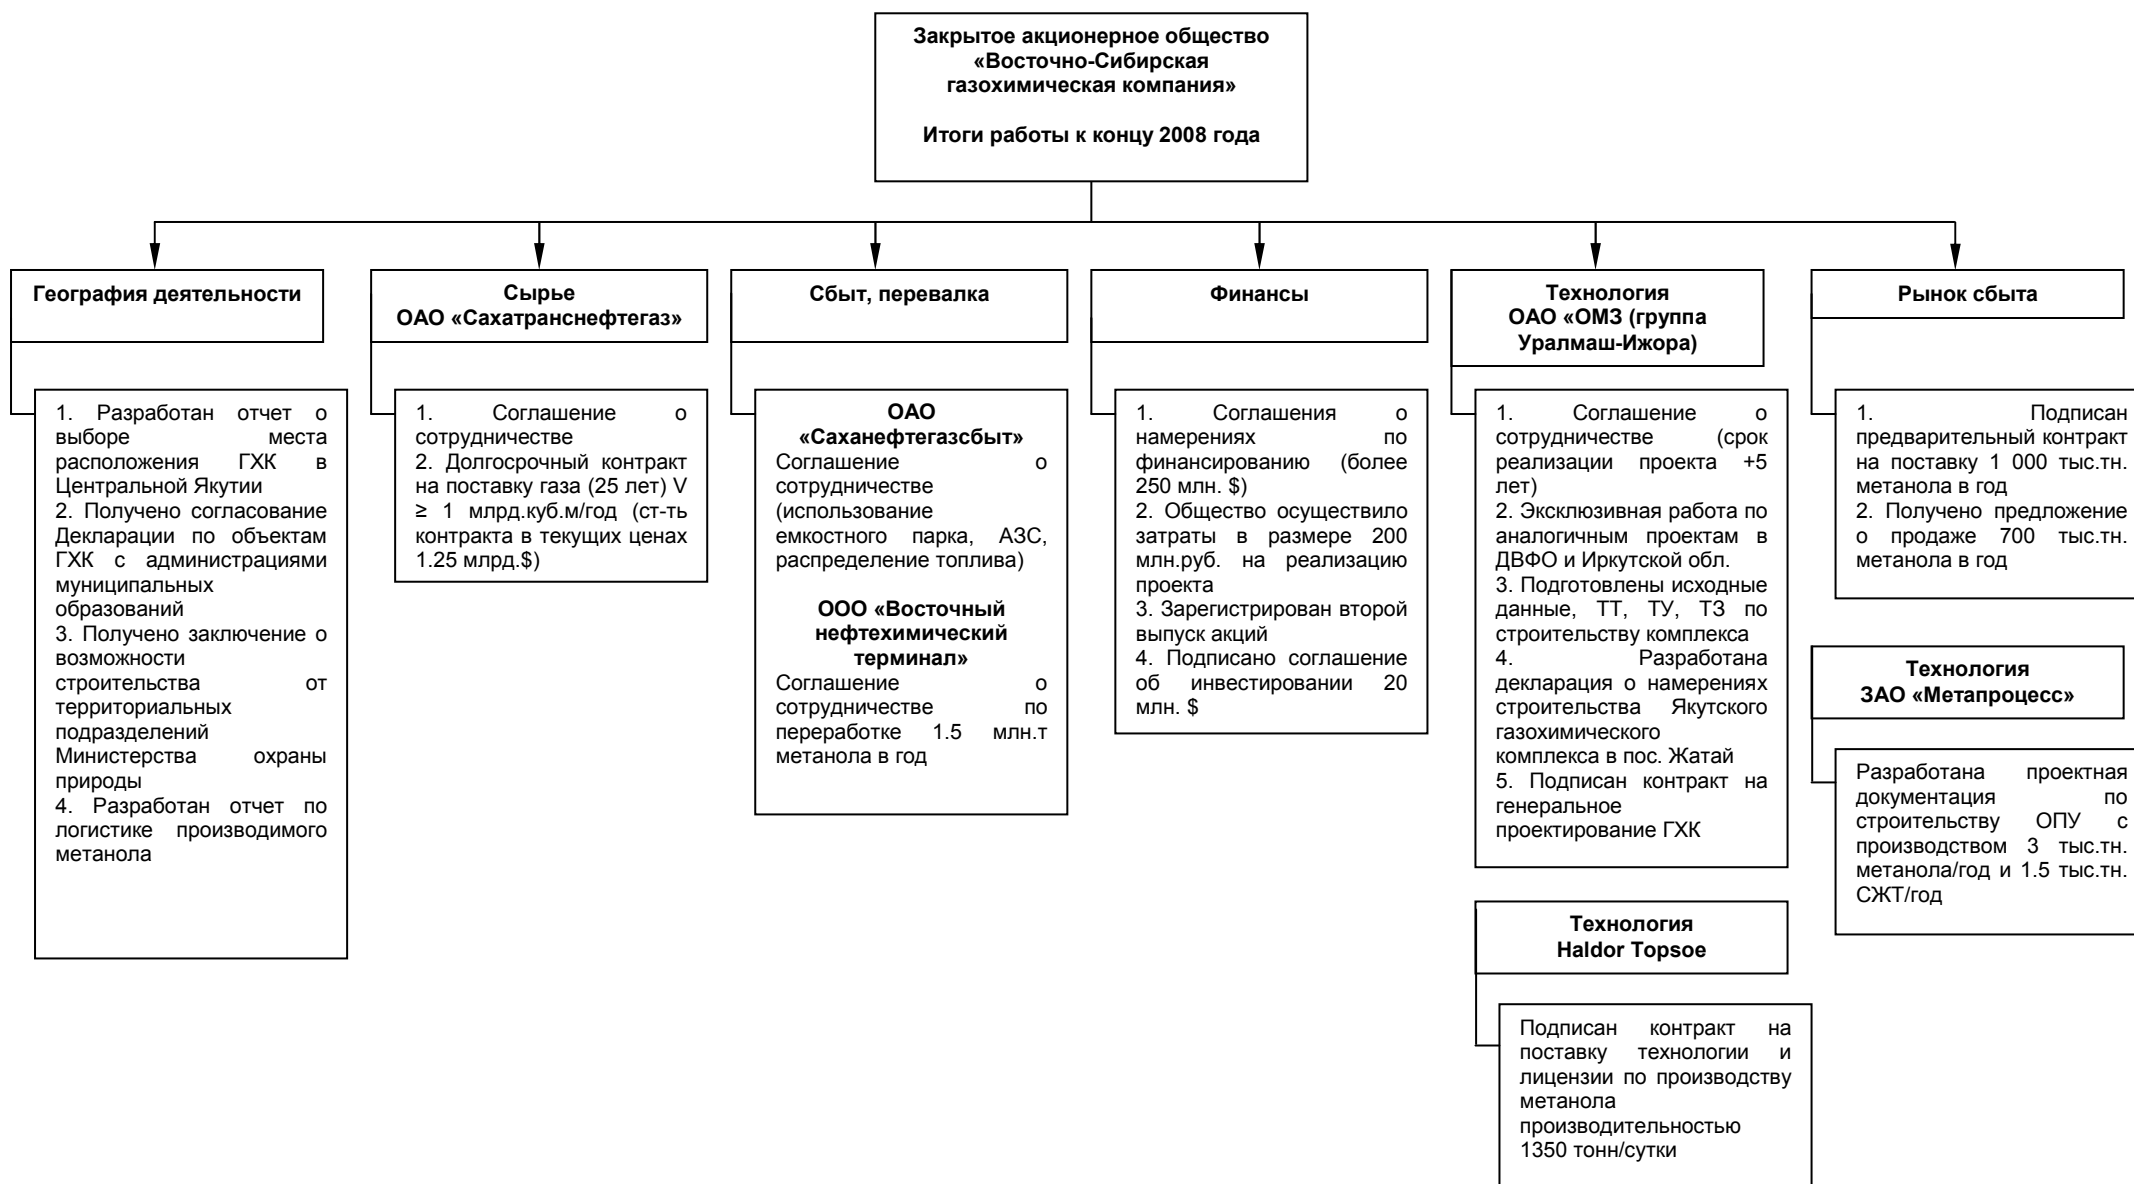 Закрытое акционерное общество
«Восточно-Сибирская
газохимическая компания»
Итоги работы к концу 2008 года
География деятельности
1. Разработан отчет о
выборе места
расположения ГХК в
Центральной Якутии
2. Получено согласование
Декларации по объектам
ГХК с администрациями
муниципальных
образований
3. Получено заключение о
возможности
строительства от
территориальных
подразделений
Министерства охраны
природы
4. Разработан отчет по
логистике производимого
метанола
Сырье
ОАО «Сахатранснефтегаз»
1. Соглашение о
сотрудничестве
2. Долгосрочный контракт
на поставку газа (25 лет) V
≥ 1 млрд.куб.м/год (ст-ть
контракта в текущих ценах
1.25 млрд.$)
Сбыт, перевалка
ОАО
«Саханефтегазсбыт»
Соглашение о
сотрудничестве
(использование
емкостного парка, АЗС,
распределение топлива)
ООО «Восточный
нефтехимический
терминал»
Соглашение о
сотрудничестве по
переработке 1.5 млн.т
метанола в год
Финансы
1. Соглашения о
намерениях по
финансированию (более
250 млн. $)
2. Общество осуществило
затраты в размере 200
млн.руб. на реализацию
проекта
3. Зарегистрирован второй
выпуск акций
4. Подписано соглашение
об инвестировании 20
млн. $
Технология
ОАО «ОМЗ (группа
Уралмаш-Ижора)
1. Соглашение о
сотрудничестве (срок
реализации проекта +5
лет)
2. Эксклюзивная работа по
аналогичным проектам в
ДВФО и Иркутской обл.
3. Подготовлены исходные
данные, ТТ, ТУ, ТЗ по
строительству комплекса
4. Разработана
декларация о намерениях
строительства Якутского
газохимического
комплекса в пос. Жатай
5. Подписан контракт на
генеральное
проектирование ГХК
Технология
Haldor Topsoe
Подписан контракт на
поставку технологии и
лицензии по производству
метанола
производительностью
1350 тонн/сутки
Рынок сбыта
1. Подписан
предварительный контракт
на поставку 1 000 тыс.тн.
метанола в год
2. Получено предложение
о продаже 700 тыс.тн.
метанола в год
Технология
ЗАО «Метапроцесс»
Разработана проектная
документация по
строительству ОПУ с
производством 3 тыс.тн.
метанола/год и 1.5 тыс.тн.
СЖТ/год